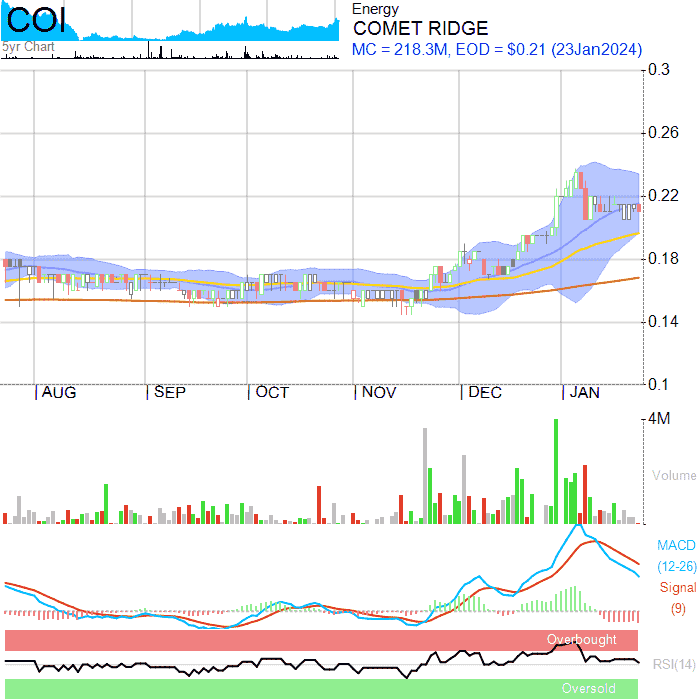 COI
5yr Chart
Energy
COMET RIDGE
MC = 218.3M, EOD = $0.21 (23Jan2024)
0.3
0.26
0.22
0.18
0.14
0.1
AUG SEP OCT NOV DEC JAN
4M
Volume
MACD
(12-26)
Signal
(9)
Overbought
RSI(14)
Oversold